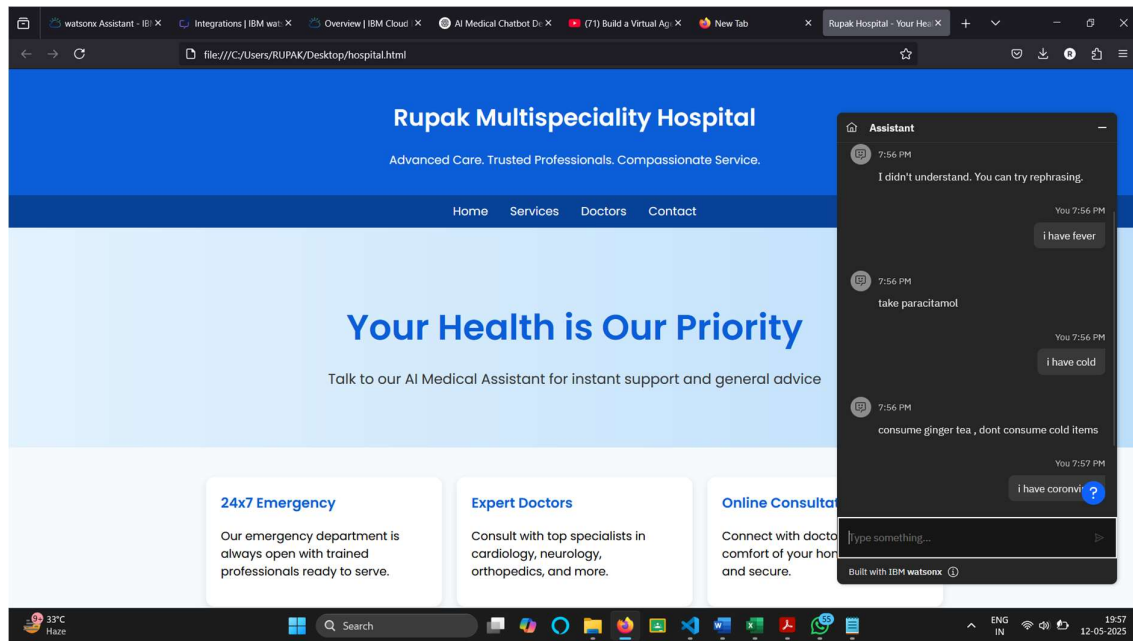 watsonx Assistant - IB
Integrations | IBM wat
Overview | IBM Cloud
AI Medical Chatbot De
(71) Build a Virtual Ag
New Tab
Rupak Hospital - Your Hea
file:///C:/Users/RUPAK/Desktop/hospital.html
R
Rupak Multispeciality Hospital
Advanced Care. Trusted Professionals. Compassionate Service.
Home Services Doctors Contact
Your Health is Our Priority
Talk to our AI Medical Assistant for instant support and general advice
24x7 Emergency
Our emergency department is
always open with trained
professionals ready to serve.
Expert Doctors
Consult with top specialists in
cardiology, neurology,
orthopedics, and more.
Online Consultat
Connect with docto
comfort of your hom
and secure.
Assistant
7:56 PM
I didn't understand. You can try rephrasing.
You 7:56 PM
i have fever
7:56 PM
take paracitamol
You 7:56 PM
i have cold
7:56 PM
consume ginger tea , dont consume cold items
You 7:57 PM
i have coronvi
?
Type something...
Built with IBM watsonx
33°C
Haze
Search
55
ENG
IN
19:57
12-05-2025